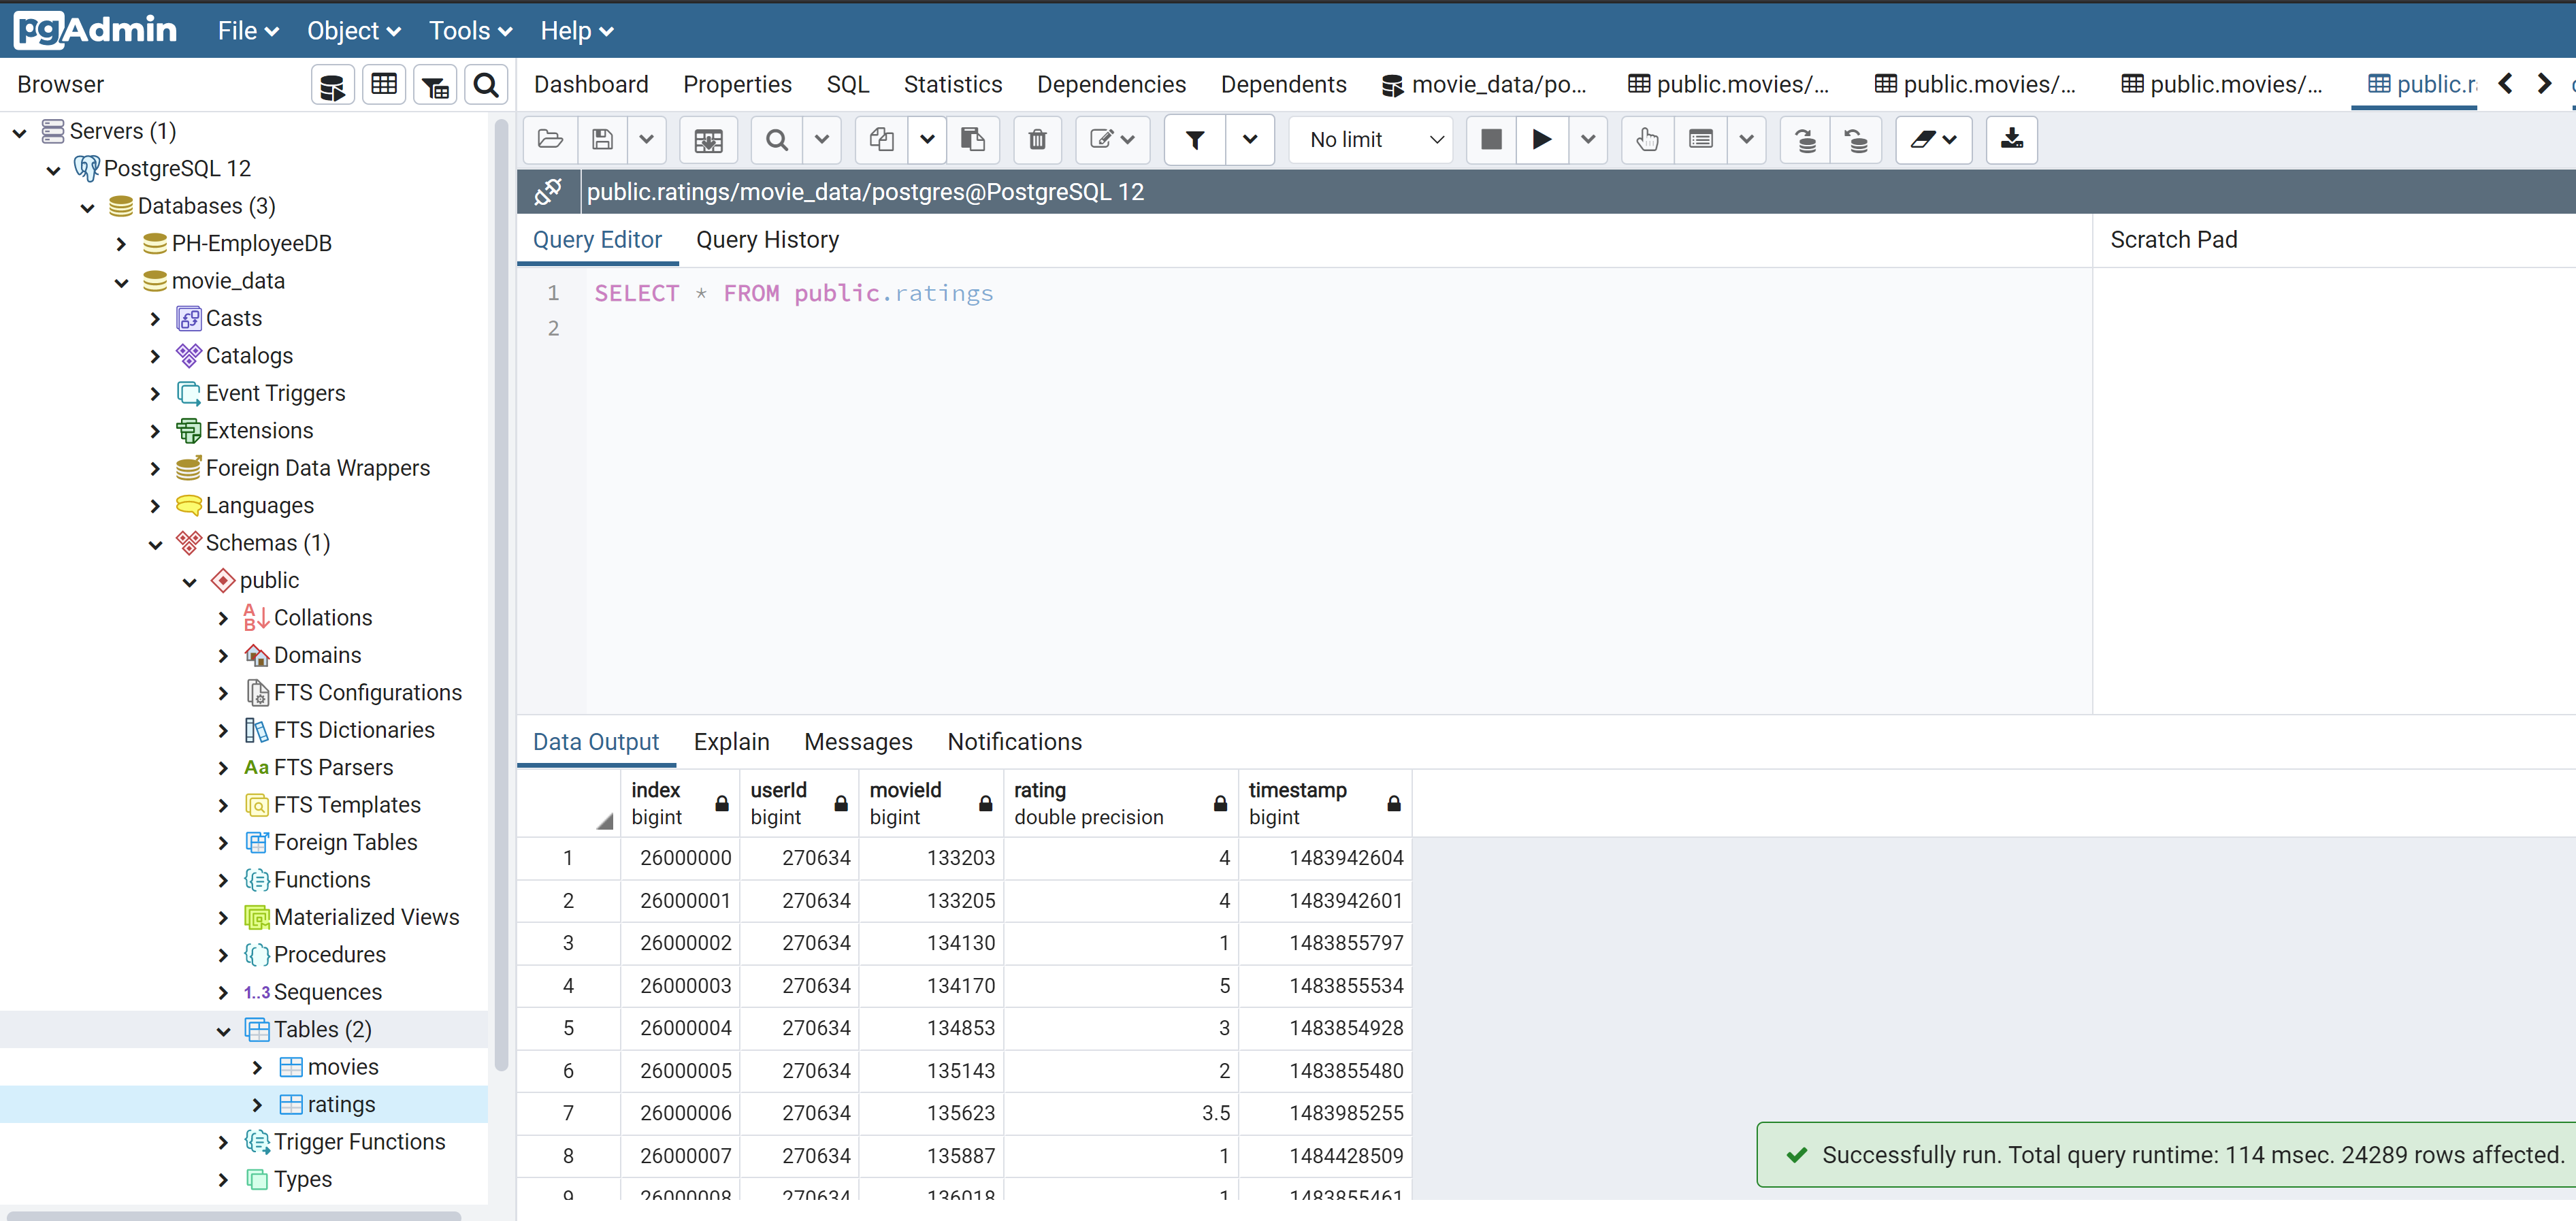 pgAdmin File Object Tools Help
Browser
Dashboard Properties SQL Statistics Dependencies Dependents movie_data/po... public.movies/... public.movies/... public.movies/... public.r
Servers (1)
PostgreSQL 12
Databases (3)
PH-EmployeeDB
movie_data
Casts
Catalogs
Event Triggers
Extensions
Foreign Data Wrappers
Languages
Schemas (1)
public
Collations
Domains
FTS Configurations
FTS Dictionaries
Aa FTS Parsers
FTS Templates
Foreign Tables
Functions
Materialized Views
Procedures
1..3 Sequences
Tables (2)
movies
ratings
Trigger Functions
Types
No limit
public.ratings/movie_data/postgres@PostgreSQL 12
Query Editor Query History
Scratch Pad
1 SELECT * FROM public.ratings
2
Data Output Explain Messages Notifications
index userId movieId rating timestamp
bigint bigint bigint double precision bigint
1 26000000 270634 133203 4 1483942604
2 26000001 270634 133205 4 1483942601
3 26000002 270634 134130 1 1483855797
4 26000003 270634 134170 5 1483855534
5 26000004 270634 134853 3 1483854928
6 26000005 270634 135143 2 1483855480
7 26000006 270634 135623 3.5 1483985255
8 26000007 270634 135887 1 1484428509
9 26000008 270634 136018 1 1483855461
Successfully run. Total query runtime: 114 msec. 24289 rows affected.